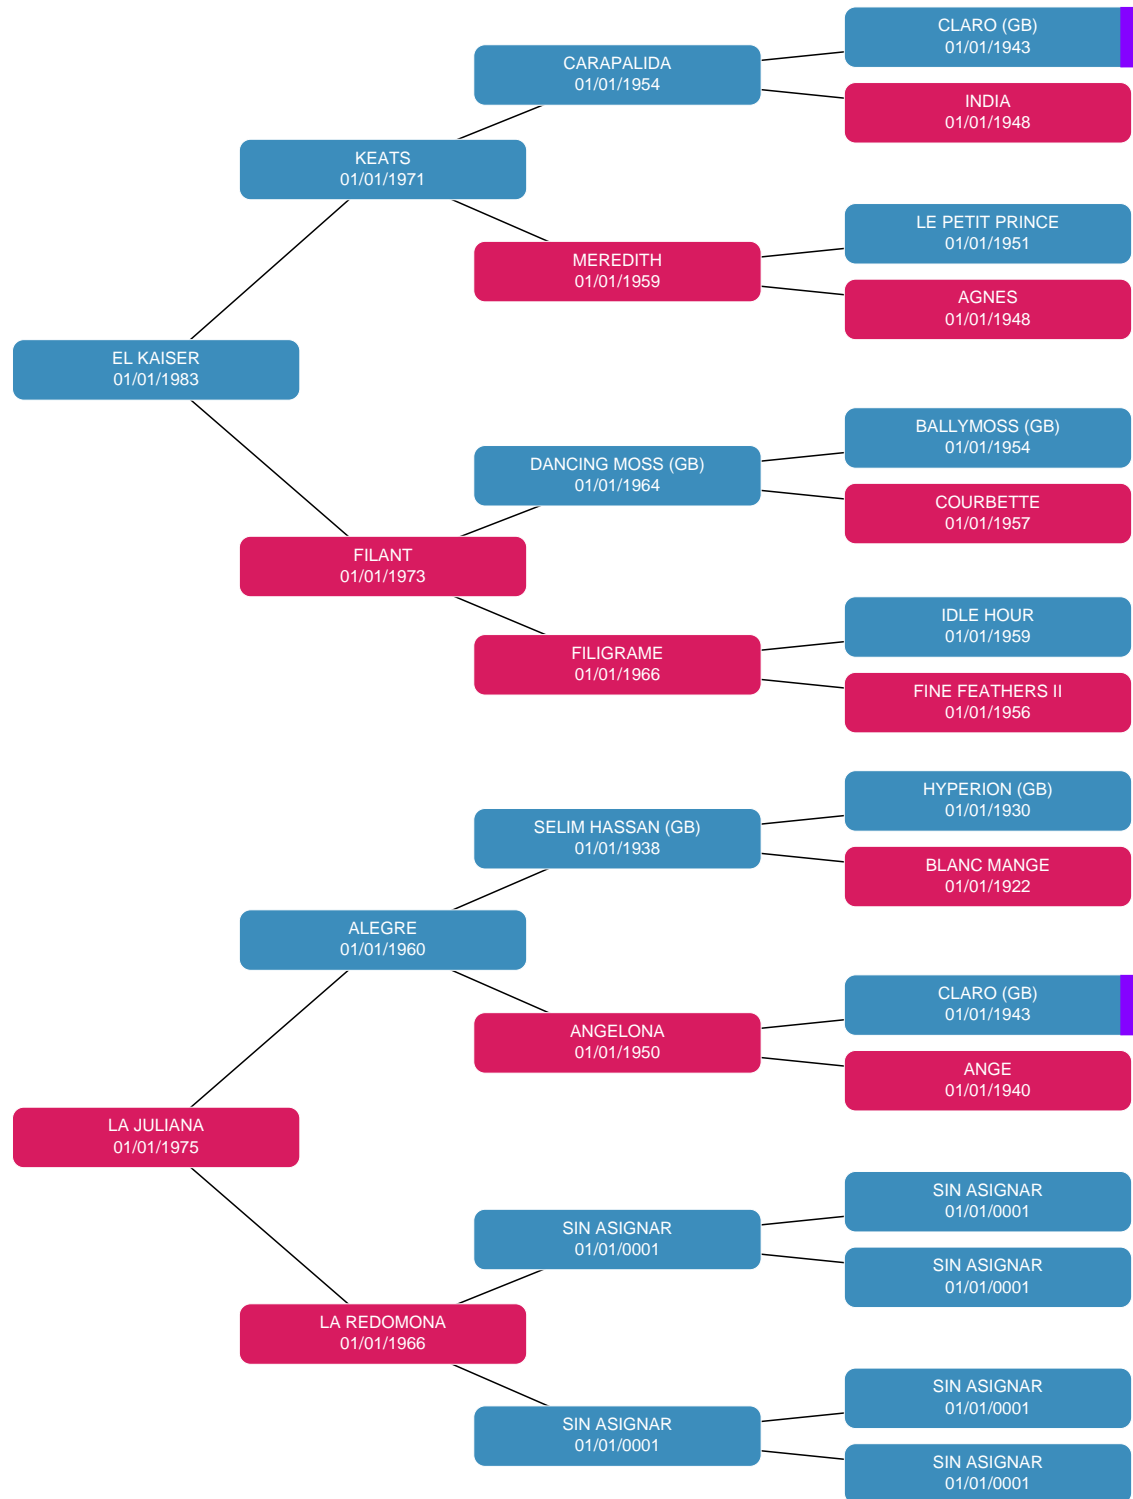 CLARO (GB)
01/01/1943
CARAPALIDA
01/01/1954
INDIA
01/01/1948
KEATS
01/01/1971
LE PETIT PRINCE
01/01/1951
MEREDITH
01/01/1959
AGNES
01/01/1948
EL KAISER
01/01/1983
BALLYMOSS (GB)
01/01/1954
DANCING MOSS (GB)
01/01/1964
COURBETTE
01/01/1957
FILANT
01/01/1973
IDLE HOUR
01/01/1959
FILIGRAME
01/01/1966
FINE FEATHERS II
01/01/1956
HYPERION (GB)
01/01/1930
SELIM HASSAN (GB)
01/01/1938
BLANC MANGE
01/01/1922
ALEGRE
01/01/1960
CLARO (GB)
01/01/1943
ANGELONA
01/01/1950
ANGE
01/01/1940
LA JULIANA
01/01/1975
SIN ASIGNAR
01/01/0001
SIN ASIGNAR
01/01/0001
SIN ASIGNAR
01/01/0001
LA REDOMONA
01/01/1966
SIN ASIGNAR
01/01/0001
SIN ASIGNAR
01/01/0001
SIN ASIGNAR
01/01/0001